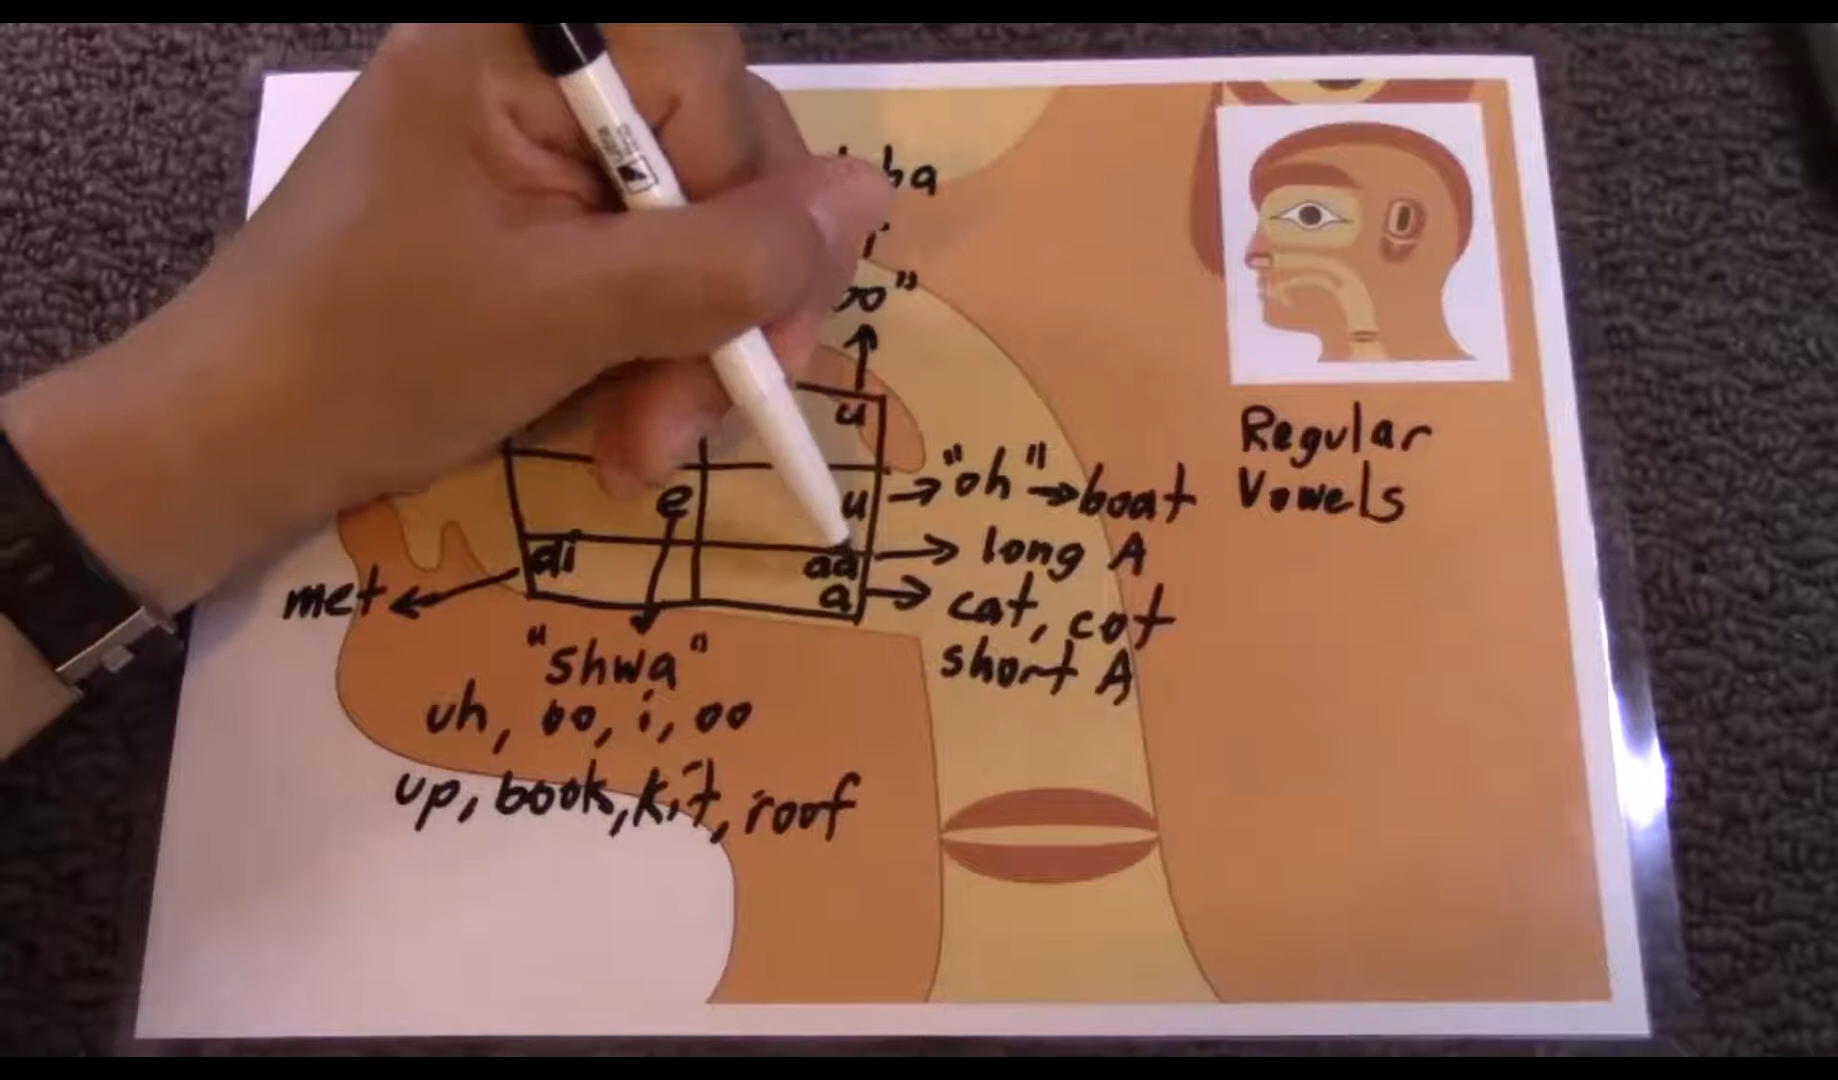 oo"
u
e
u
"oh" → boat
ai
aa
long A
a
met
cat, cot
short A
"shwa"
uh, oo, i, oo
up, book, kit, roof
Regular
Vowels